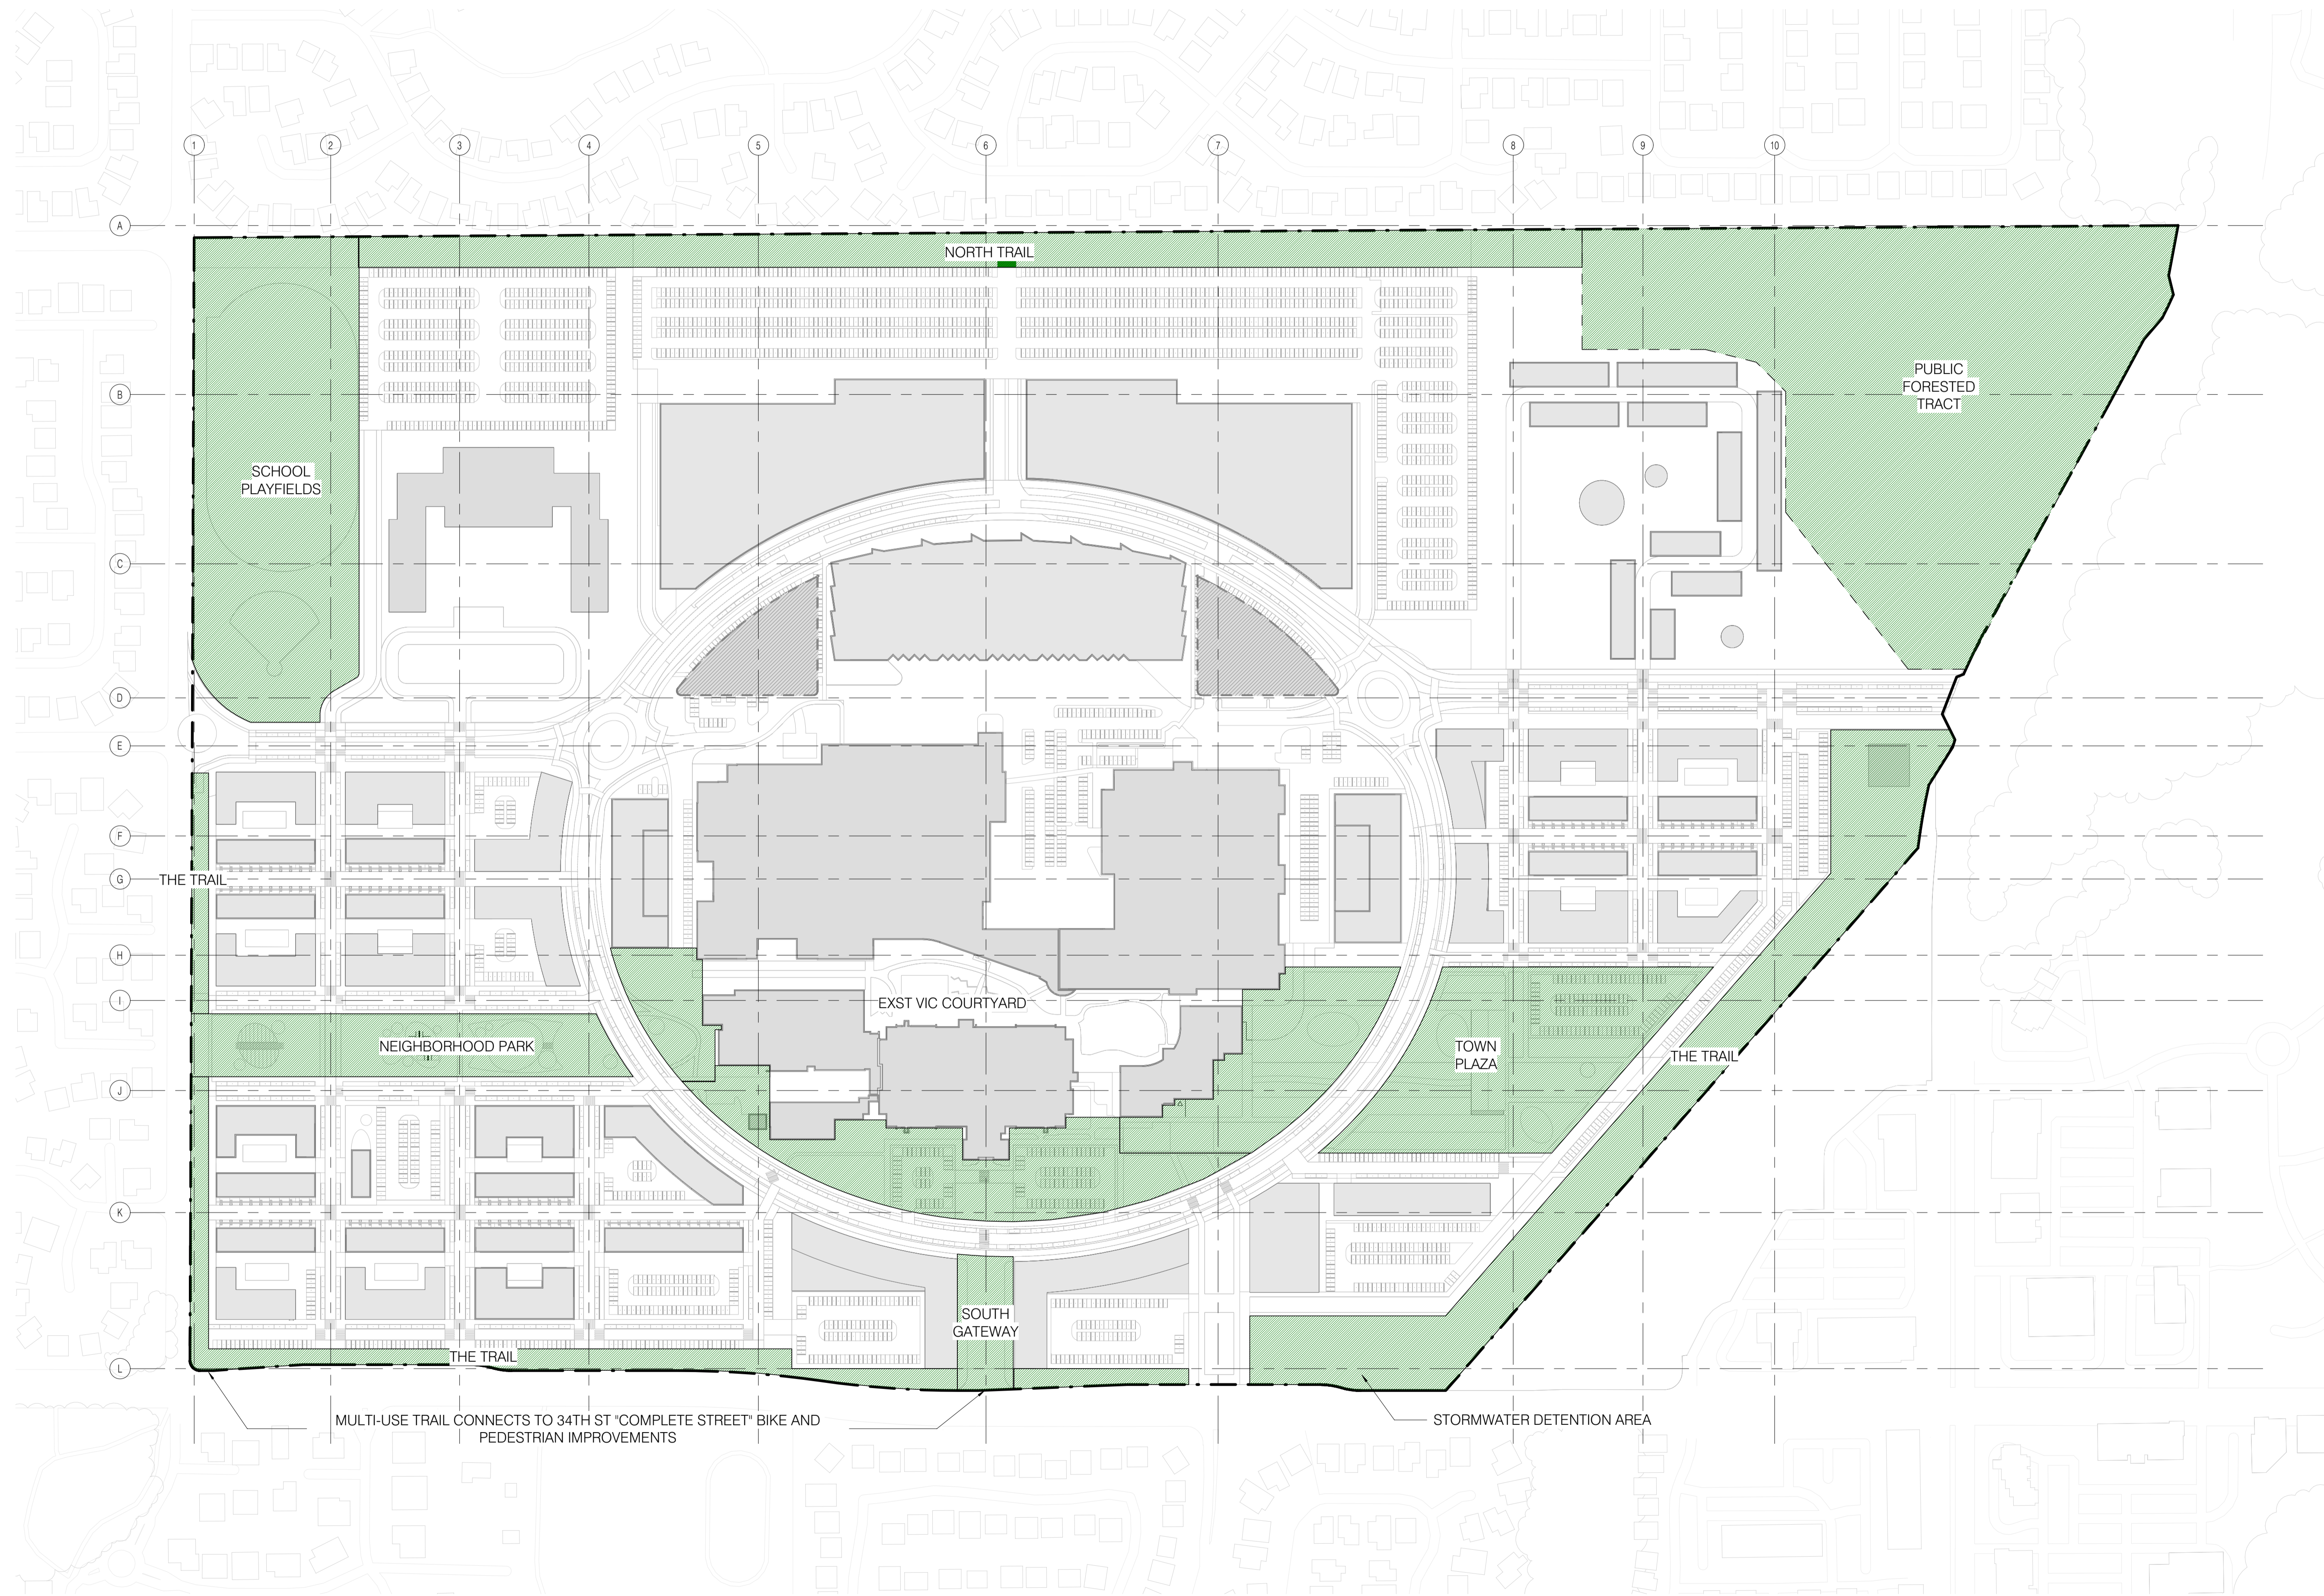 1
2
3
4
5
6
7
8
9
10
A
NORTH TRAIL
PUBLIC
FORESTED
TRACT
B
SCHOOL
PLAYFIELDS
C
D
E
F
G
THE TRAIL
H
I
EXST VIC COURTYARD
NEIGHBORHOOD PARK
TOWN
PLAZA
THE TRAIL
J
K
SOUTH
GATEWAY
THE TRAIL
L
MULTI-USE TRAIL CONNECTS TO 34TH ST "COMPLETE STREET" BIKE AND
PEDESTRIAN IMPROVEMENTS
STORMWATER DETENTION AREA